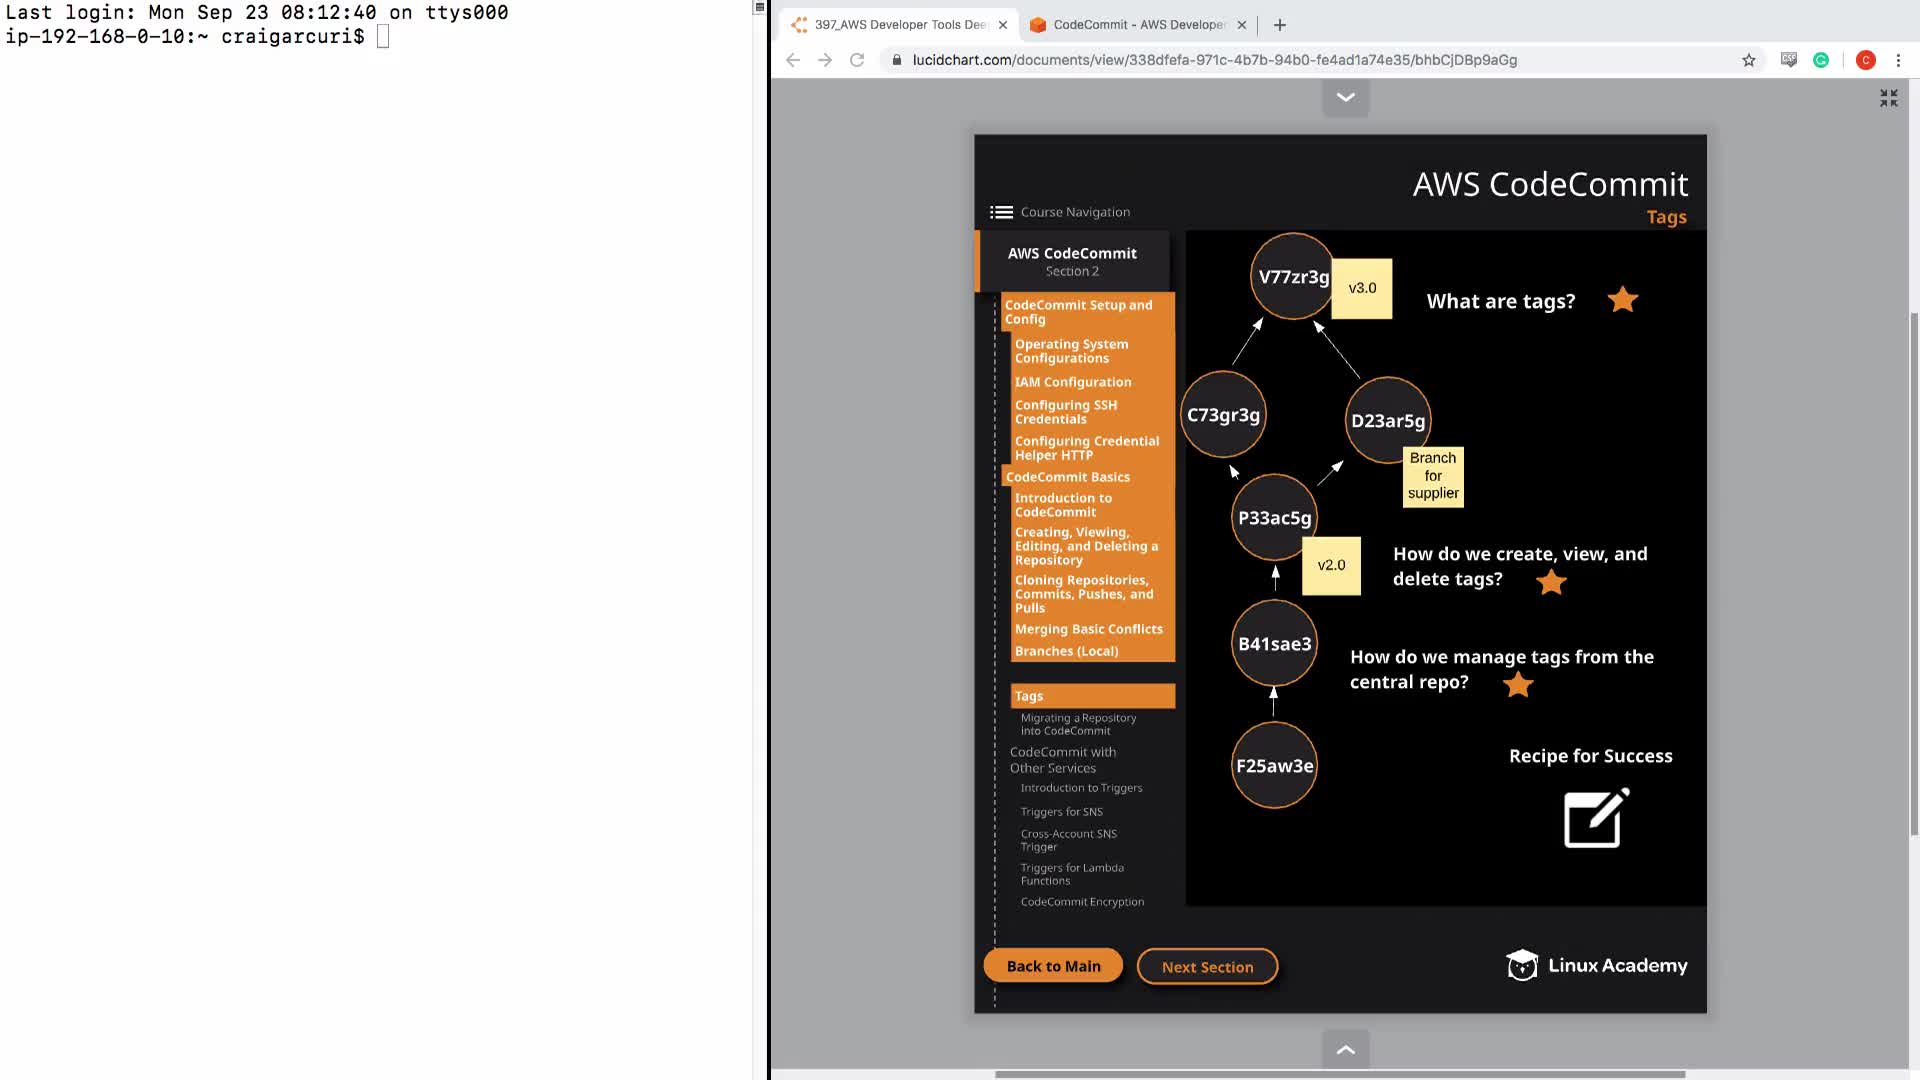 Last login: Mon Sep 23 08:12:40 on ttys000
ip-192-168-0-10:~ craigarcuri$
397_AWS Developer Tools Dee
CodeCommit - AWS Developer
lucidchart.com/documents/view/338dfefa-971c-4b7b-94b0-fe4ad1a74e35/bhbCjDBp9aGg
C
AWS CodeCommit
Tags
Course Navigation
AWS CodeCommit
Section 2
CodeCommit Setup and
Config
Operating System
Configurations
IAM Configuration
Configuring SSH
Credentials
Configuring Credential
Helper HTTP
CodeCommit Basics
Introduction to
CodeCommit
Creating, Viewing,
Editing, and Deleting a
Repository
Cloning Repositories,
Commits, Pushes, and
Pulls
Merging Basic Conflicts
Branches (Local)
Tags
Migrating a Repository
into CodeCommit
CodeCommit with
Other Services
Introduction to Triggers
Triggers for SNS
Cross-Account SNS
Trigger
Triggers for Lambda
Functions
CodeCommit Encryption
V77zr3g
v3.0
What are tags?
C73gr3g
D23ar5g
Branch
for
supplier
P33ac5g
v2.0
How do we create, view, and
delete tags?
B41sae3
How do we manage tags from the
central repo?
F25aw3e
Recipe for Success
Back to Main
Next Section
Linux Academy